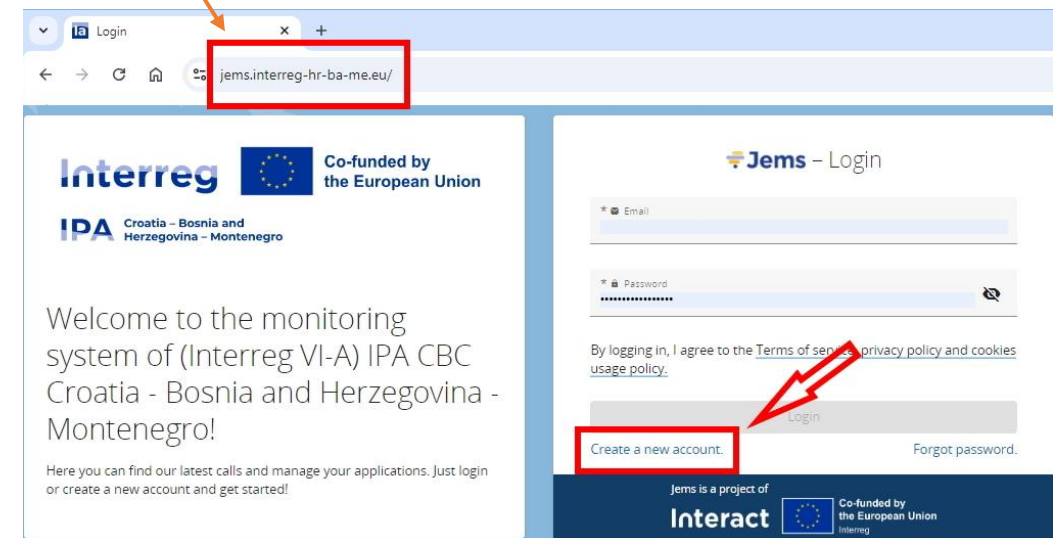 Login
jems.interreg-hr-ba-me.eu/
Interreg
Co-funded by
the European Union
IPA
Croatia – Bosnia and
Herzegovina – Montenegro
Welcome to the monitoring
system of (Interreg VI-A) IPA CBC
Croatia - Bosnia and Herzegovina -
Montenegro!
Here you can find our latest calls and manage your applications. Just login
or create a new account and get started!
Jems – Login
* Email
* Password
•••••••••••••••••
By logging in, I agree to the Terms of service, privacy policy and cookies
usage policy.
Login
Create a new account.
Forgot password.
Jems is a project of
Interact
Co-funded by
the European Union
Interreg